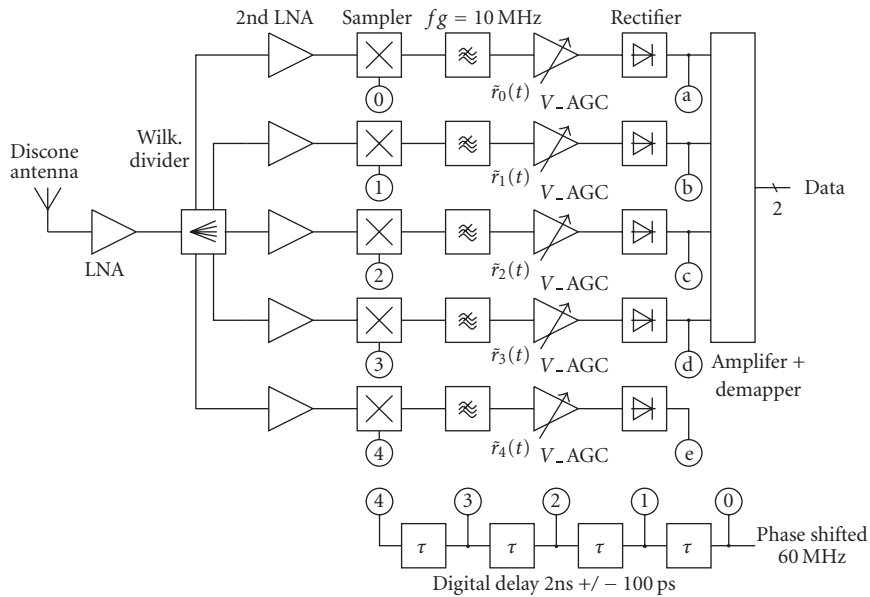 2nd LNA
Sampler
fg = 10 MHz
Rectifier
0
r̃0(t)
V_AGC
a
Wilk.
divider
Discone
antenna
1
r̃1(t)
V_AGC
b
Data
2
LNA
2
r̃2(t)
V_AGC
c
3
r̃3(t)
V_AGC
d
Amplifer +
demapper
4
r̃4(t)
V_AGC
e
4
3
2
1
0
τ
τ
τ
τ
Phase shifted
60 MHz
Digital delay 2ns +/ − 100 ps